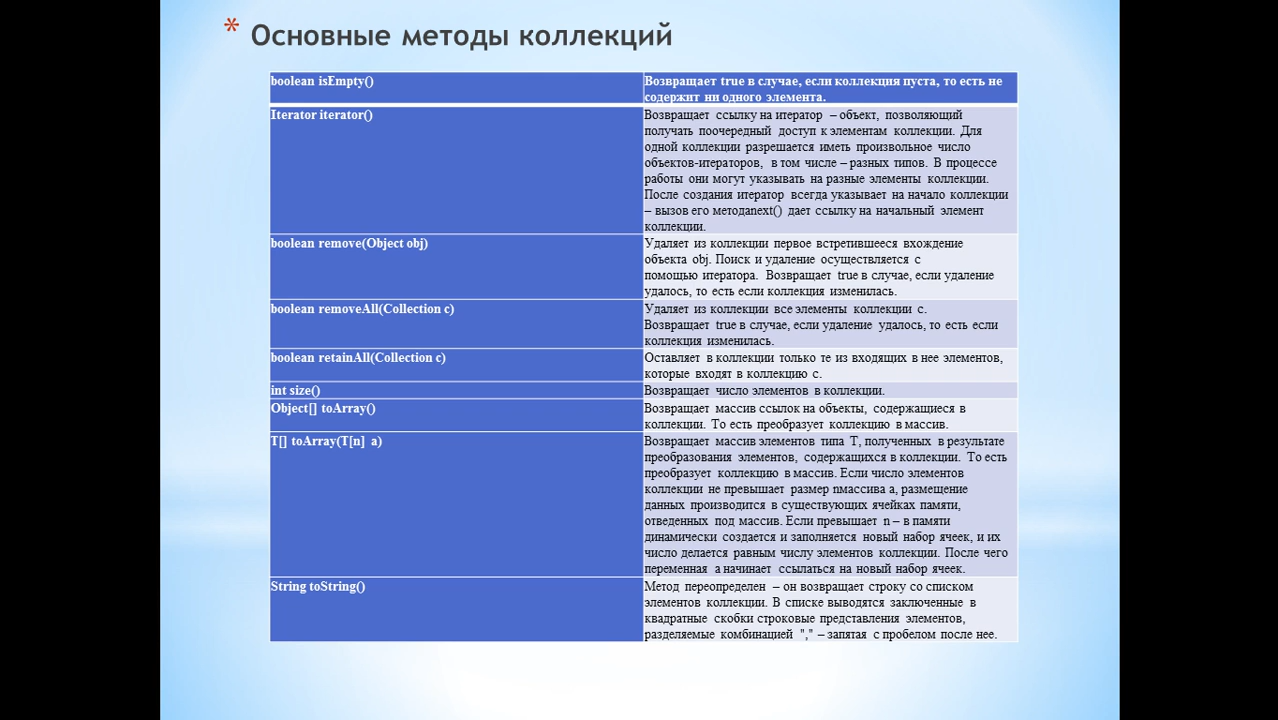 * Основные методы коллекций
boolean isEmpty()
Возвращает true в случае, если коллекция пуста, то есть не
содержит ни одного элемента.
Iterator iterator()
Возвращает ссылку на итератор – объект, позволяющий
получать поочередный доступ к элементам коллекции. Для
одной коллекции разрешается иметь произвольное число
объектов-итераторов, в том числе – разных типов. В процессе
работы они могут указывать на разные элементы коллекции.
После создания итератор всегда указывает на начало коллекции
– вызов его методаnext() дает ссылку на начальный элемент
коллекции.
boolean remove(Object obj)
Удаляет из коллекции первое встретившееся вхождение
объекта obj. Поиск и удаление осуществляется с
помощью итератора. Возвращает true в случае, если удаление
удалось, то есть если коллекция изменилась.
boolean removeAll(Collection c)
Удаляет из коллекции все элементы коллекции c.
Возвращает true в случае, если удаление удалось, то есть если
коллекция изменилась.
boolean retainAll(Collection c)
Оставляет в коллекции только те из входящих в нее элементов,
которые входят в коллекцию c.
int size()
Возвращает число элементов в коллекции.
Object[] toArray()
Возвращает массив ссылок на объекты, содержащиеся в
коллекции. То есть преобразует коллекцию в массив.
T[] toArray(T[n] a)
Возвращает массив элементов типа T, полученных в результате
преобразования элементов, содержащихся в коллекции. То есть
преобразует коллекцию в массив. Если число элементов
коллекции не превышает размер nмассива a, размещение
данных производится в существующих ячейках памяти,
отведенных под массив. Если превышает n – в памяти
динамически создается и заполняется новый набор ячеек, и их
число делается равным числу элементов коллекции. После чего
переменная a начинает ссылаться на новый набор ячеек.
String toString()
Метод переопределен – он возвращает строку со списком
элементов коллекции. В списке выводятся заключенные в
квадратные скобки строковые представления элементов,
разделяемые комбинацией "," – запятая с пробелом после нее.